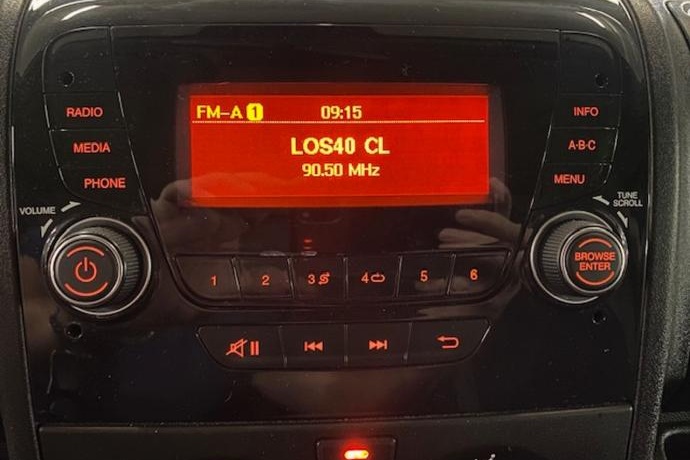 FM-A 1 09:15
LOS40 CL
90.50 MHz
RADIO
MEDIA
PHONE
VOLUME
INFO
A-B-C
MENU
TUNE
SCROLL
BROWSE
ENTER
1 2 3 4 5 6